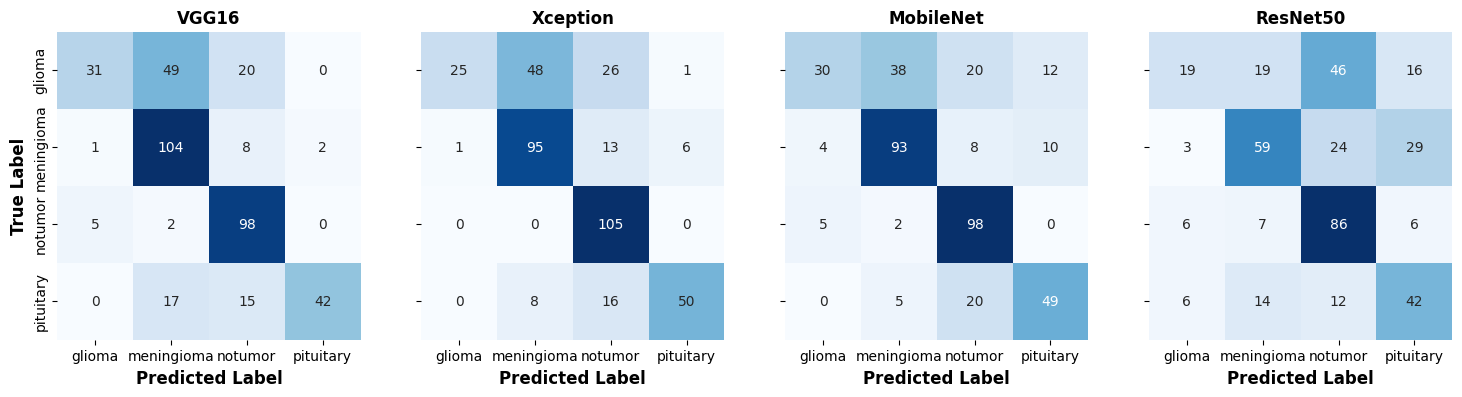 VGG16 Xception MobileNet ResNet50
True Label
glioma 31 49 20 0 25 48 26 1 30 38 20 12 19 19 46 16
meningioma 1 104 8 2 1 95 13 6 4 93 8 10 3 59 24 29
notumor 5 2 98 0 0 0 105 0 5 2 98 0 6 7 86 6
pituitary 0 17 15 42 0 8 16 50 0 5 20 49 6 14 12 42
glioma meningioma notumor pituitary glioma meningioma notumor pituitary glioma meningioma notumor pituitary glioma meningioma notumor pituitary
Predicted Label Predicted Label Predicted Label Predicted Label